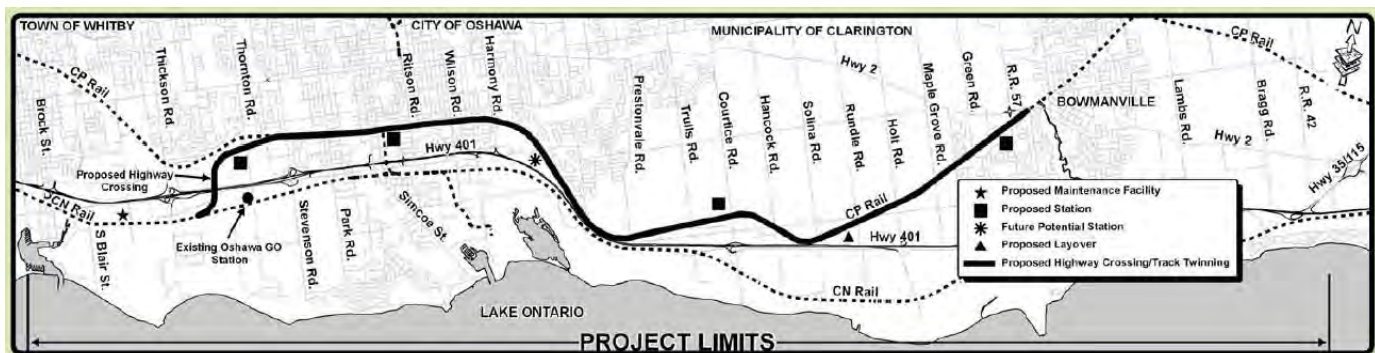 TOWN OF WHITBY
CITY OF OSHAWA
MUNICIPALITY OF CLARINGTON
N
CP Rail
Brock St.
Thickson Rd.
Thornton Rd.
Ritson Rd.
Wilson Rd.
Harmony Rd.
Prestonvale Rd.
Trulls Rd.
Courtice Rd.
Hancock Rd.
Solina Rd.
Rundle Rd.
Holt Rd.
Maple Grove Rd.
Green Rd.
R.R. 57
BOWMANVILLE
Lambs Rd.
Bragg Rd.
R.R. 42
CP Rail
Hwy 2
Hwy 2
Hwy 35/115
Proposed Highway
Crossing
CN Rail
Hwy 401
S Blair St.
Existing Oshawa GO
Station
Stevenson Rd.
Park Rd.
Simcoe St.
CP Rail
Hwy 401
CN Rail
LAKE ONTARIO
Proposed Maintenance Facility
Proposed Station
Future Potential Station
Proposed Layover
Proposed Highway Crossing/Track Twinning
PROJECT LIMITS